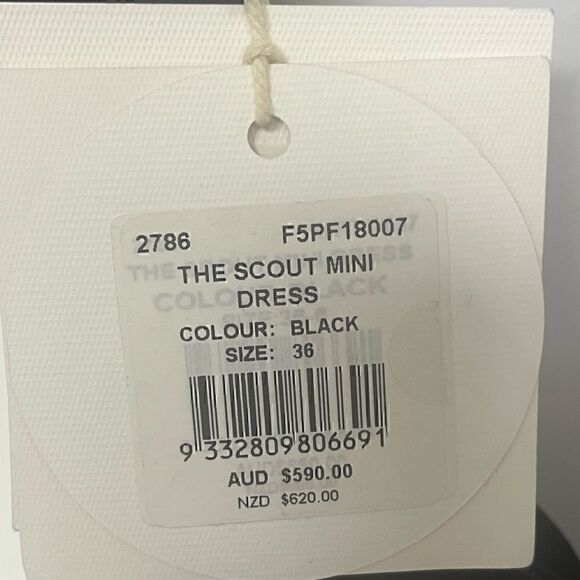 2786 F5PF18007
THE SCOUT MINI
DRESS
COLOUR: BLACK
SIZE: 36
9 332809 806691
AUD $590.00
NZD $620.00